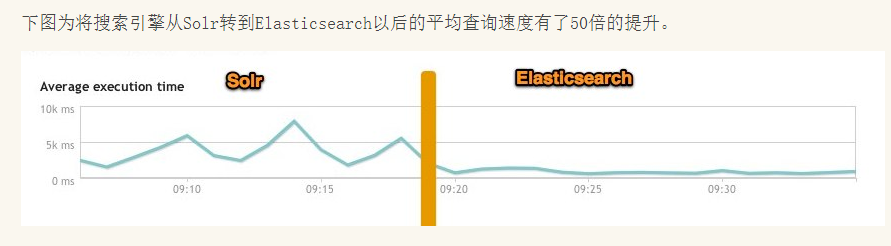 下图为将搜索引擎从Solr转到Elasticsearch以后的平均查询速度有了50倍的提升。
Average execution time
Solr
Elasticsearch
10k ms
5k ms
0 ms
09:10 09:15 09:20 09:25 09:30